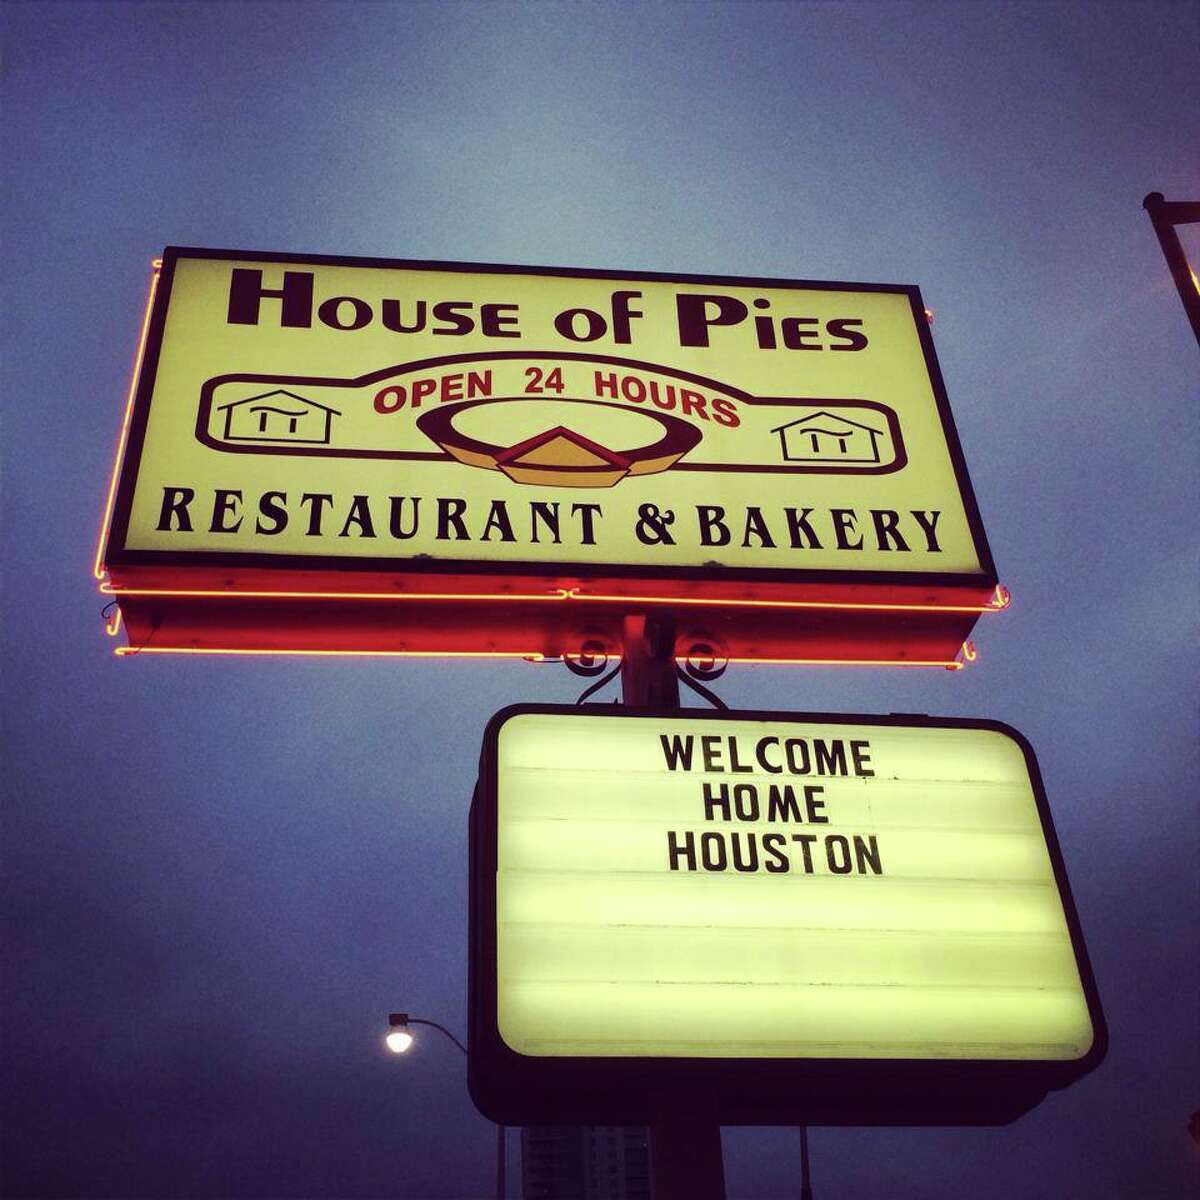 House of Pies
OPEN 24 HOURS
π π
RESTAURANT & BAKERY
WELCOME
HOME
HOUSTON